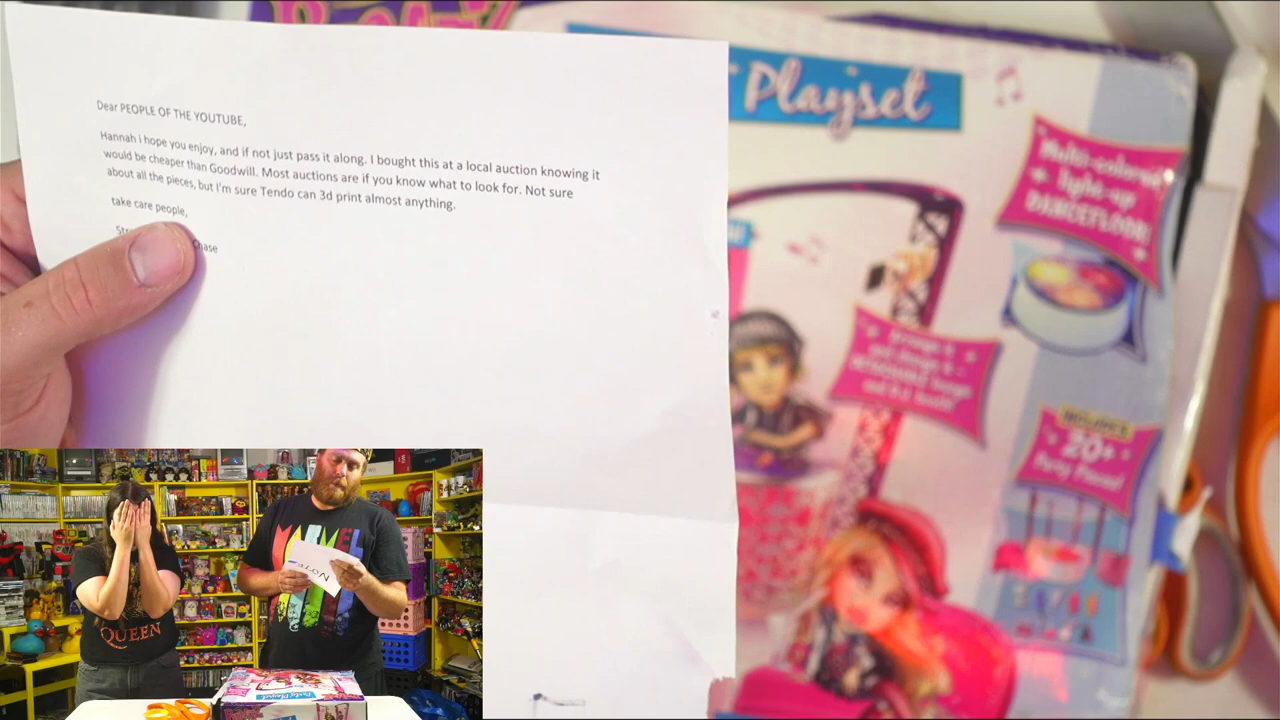 Dear PEOPLE OF THE YOUTUBE,
Hannah i hope you enjoy, and if not just pass it along. I bought this at a local auction knowing it
would be cheaper than Goodwill. Most auctions are if you know what to look for. Not sure
about all the pieces, but I'm sure Tendo can 3d print almost anything.
take care people,
Chase
Playset
Multi-colored
light-up
DANCEFLOOR!
INCLUDES
20+
Party Pieces!
NOTE
QUEEN